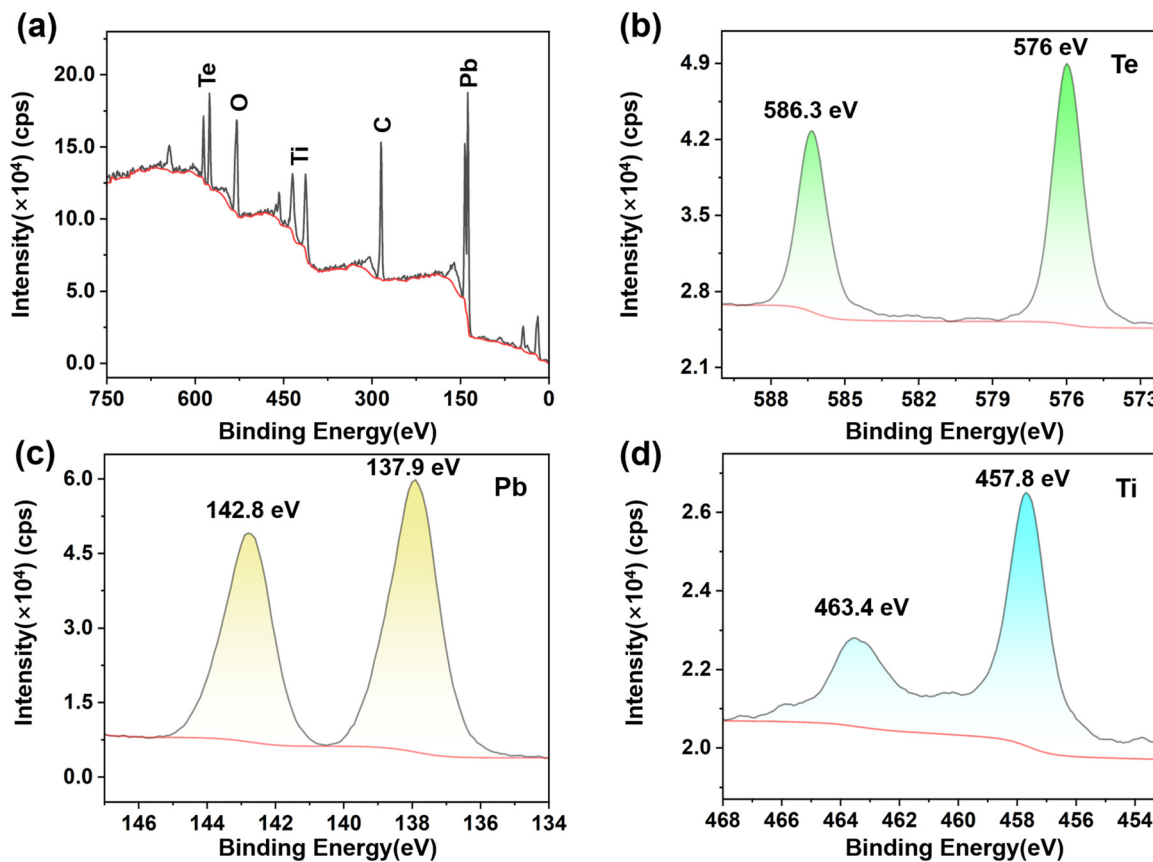 (a)
Te
O
Ti
C
Pb
20.0
15.0
10.0
5.0
0.0
Intensity(×10⁴) (cps)
750
600
450
300
150
0
Binding Energy(eV)
(b)
576 eV
Te
586.3 eV
4.9
4.2
3.5
2.8
2.1
Intensity(×10⁴) (cps)
588
585
582
579
576
573
Binding Energy(eV)
(c)
137.9 eV
Pb
142.8 eV
6.0
4.5
3.0
1.5
0.0
Intensity(×10⁴) (cps)
146
144
142
140
138
136
134
Binding Energy(eV)
(d)
457.8 eV
Ti
463.4 eV
2.6
2.4
2.2
2.0
Intensity(×10⁴) (cps)
468
466
464
462
460
458
456
454
Binding Energy(eV)